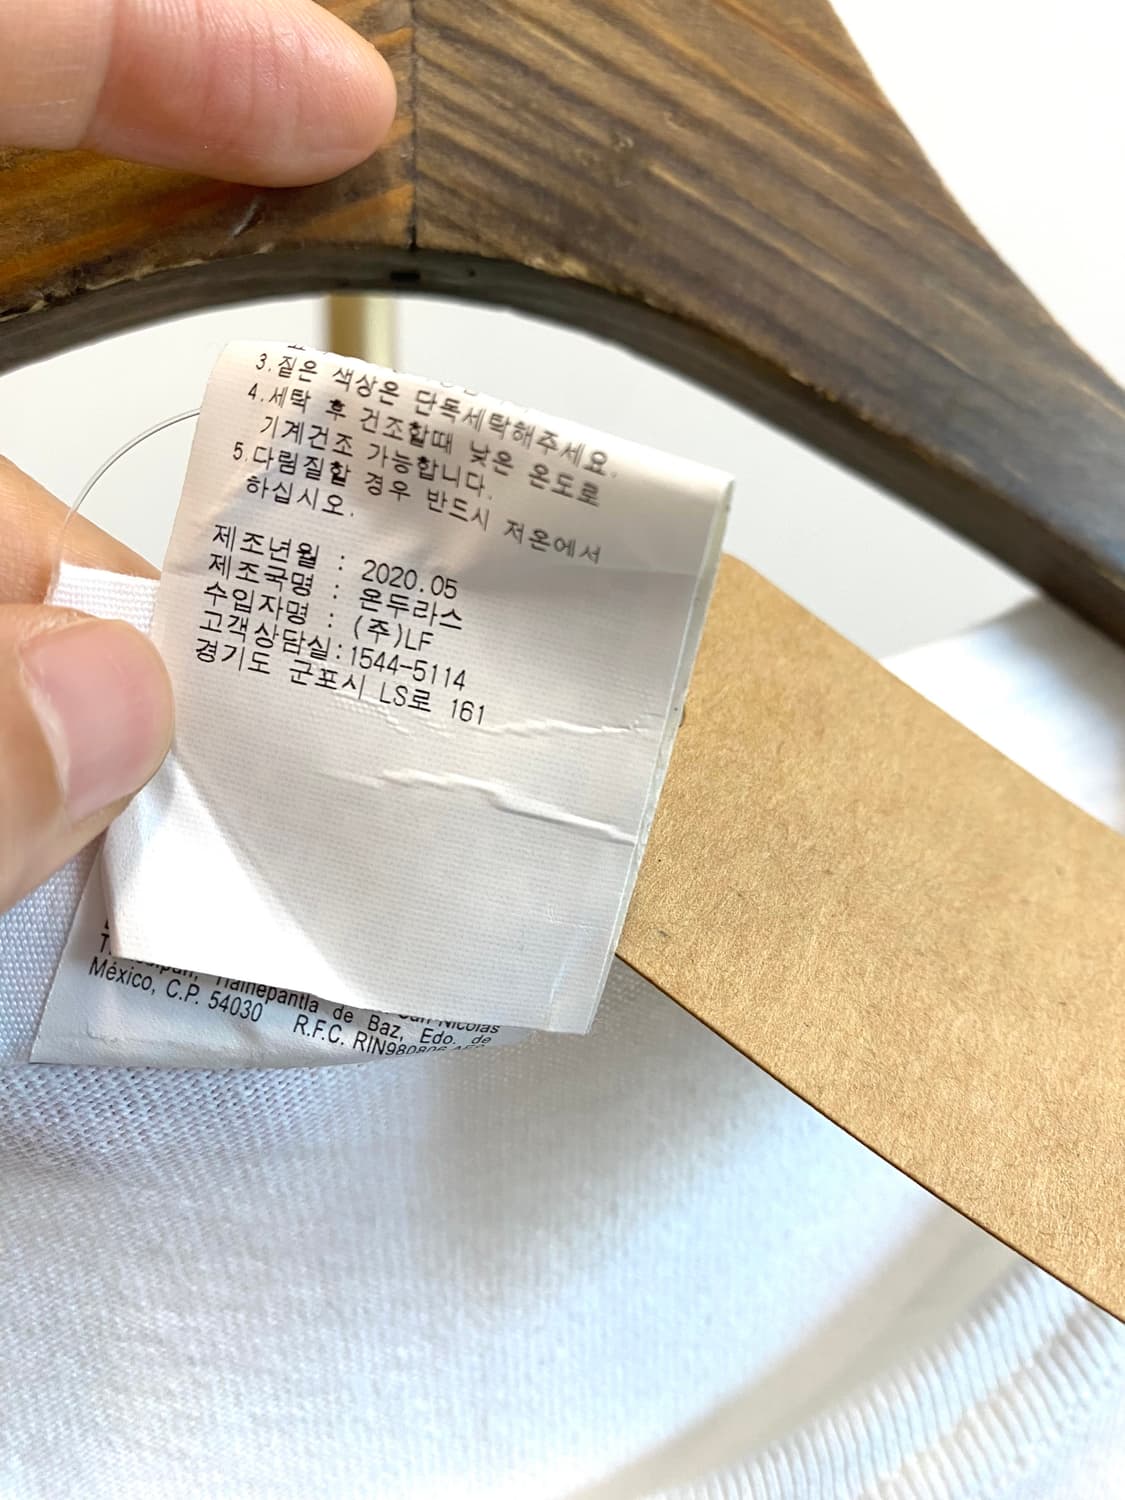 3.짙은 색상은 단독세탁해주세요.
4.세탁 후 건조할때 낮은 온도로
기계건조 가능합니다.
5.다림질할 경우 반드시 저온에서
하십시오.
제조년월 : 2020.05
제조국명 : 온두라스
수입자명 : (주)LF
고객상담실:1544-5114
경기도 군포시 LS로 161
Tlalnepantla de Baz, Edo. de
México, C.P. 54030 R.F.C.